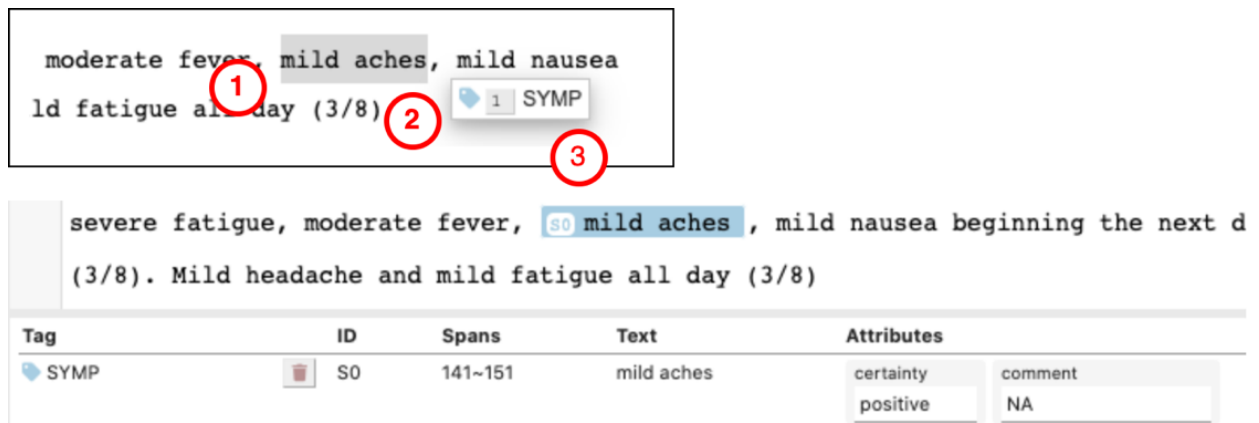 moderate fever, mild aches, mild nausea
1
1 SYMP
ld fatigue all day (3/8)
2
3
severe fatigue, moderate fever, S0 mild aches , mild nausea beginning the next d
(3/8). Mild headache and mild fatigue all day (3/8)
Tag ID Spans Text Attributes
SYMP S0 141~151 mild aches certainty comment
positive NA